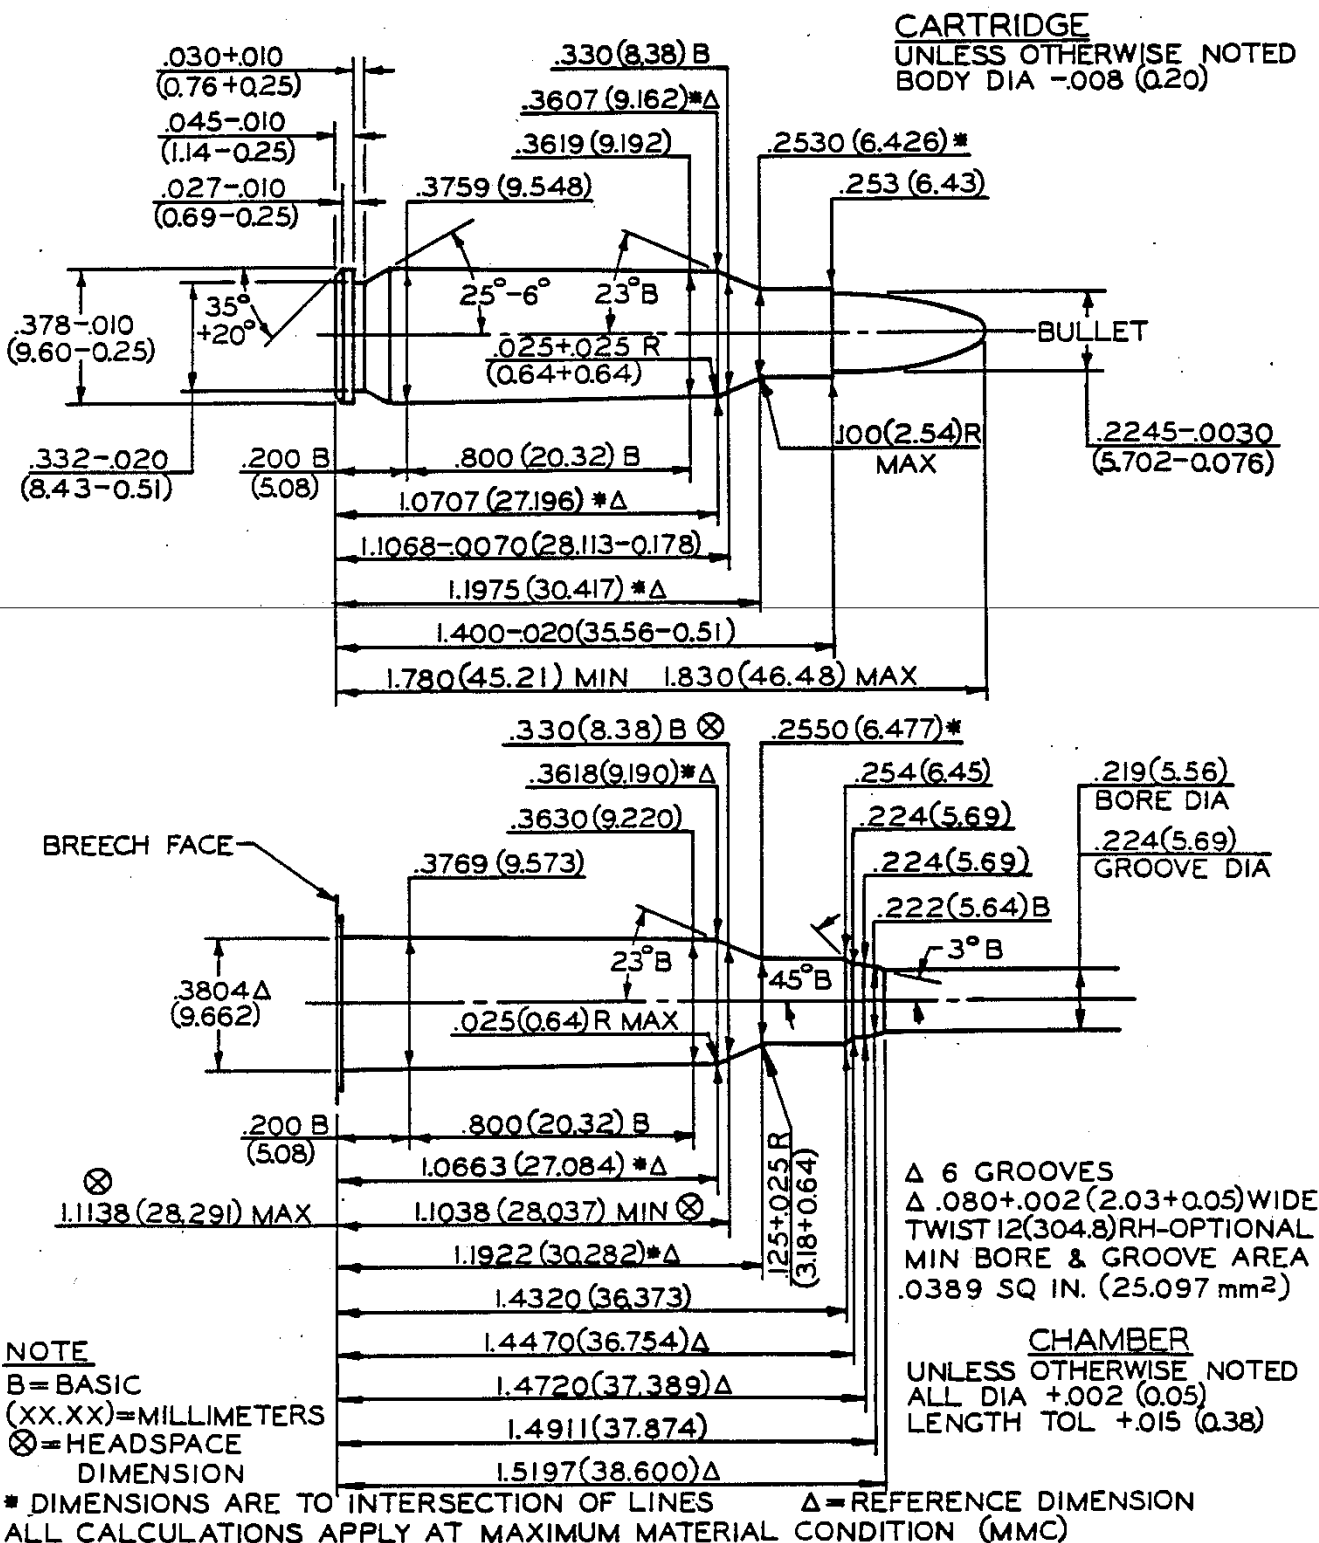 CARTRIDGE
UNLESS OTHERWISE NOTED
BODY DIA -.008 (0.20)
.030+.010
(0.76+0.25)
.045-.010
(1.14-0.25)
.027-.010
(0.69-0.25)
.330 (8.38) B
.3607 (9.162)*Δ
.3619 (9.192)
.3759 (9.548)
.2530 (6.426)*
.253 (6.43)
35°
+20°
25°-6°
23°B
.378-.010
(9.60-0.25)
.025+.025 R
(0.64+0.64)
BULLET
.332-.020
(8.43-0.51)
.200 B
(5.08)
.800 (20.32) B
.100(2.54)R
MAX
.2245-.0030
(5.702-0.076)
1.0707 (27.196) *Δ
1.1068-.0070(28.113-0.178)
1.1975 (30.417) *Δ
1.400-.020(35.56-0.51)
1.780(45.21) MIN 1.830(46.48) MAX
.330(8.38) B ⊗
.3618(9.190)*Δ
.3630 (9.220)
.3769 (9.573)
.2550 (6.477)*
.254 (6.45)
.224(5.69)
.224(5.69)
.222(5.64) B
.219(5.56)
BORE DIA
.224(5.69)
GROOVE DIA
BREECH FACE
23°B
45°B
3°B
.3804Δ
(9.662)
.025(0.64) R MAX
.200 B
(5.08)
.800 (20.32) B
.125+.025 R
(3.18+0.64)
1.0663 (27.084) *Δ
⊗
1.1138 (28.291) MAX
1.1038 (28.037) MIN ⊗
1.1922 (30.282)*Δ
1.4320 (36.373)
1.4470(36.754)Δ
1.4720(37.389)Δ
1.4911(37.874)
1.5197(38.600)Δ
Δ 6 GROOVES
Δ .080+.002 (2.03+0.05) WIDE
TWIST 12(304.8)RH-OPTIONAL
MIN BORE & GROOVE AREA
.0389 SQ IN. (25.097 mm²)
CHAMBER
UNLESS OTHERWISE NOTED
ALL DIA +.002 (0.05)
LENGTH TOL +.015 (0.38)
NOTE
B=BASIC
(XX.XX)=MILLIMETERS
⊗=HEADSPACE
DIMENSION
* DIMENSIONS ARE TO INTERSECTION OF LINES Δ=REFERENCE DIMENSION
ALL CALCULATIONS APPLY AT MAXIMUM MATERIAL CONDITION (MMC)